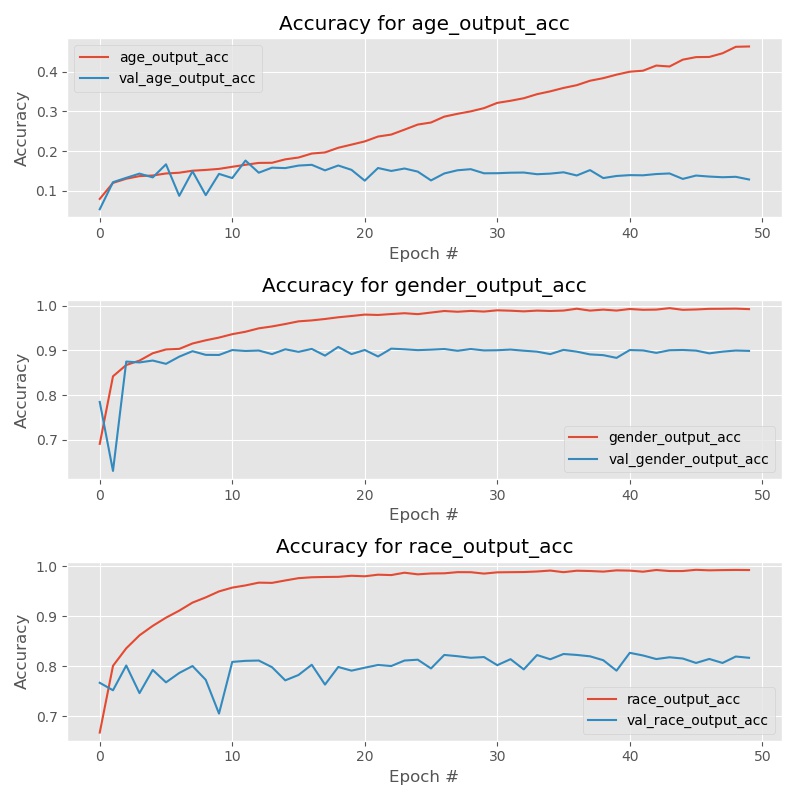 Accuracy for age_output_acc
age_output_acc
val_age_output_acc
0.4
0.3
0.2
0.1
Accuracy
0 10 20 30 40 50
Epoch #
Accuracy for gender_output_acc
1.0
0.9
0.8
0.7
Accuracy
gender_output_acc
val_gender_output_acc
0 10 20 30 40 50
Epoch #
Accuracy for race_output_acc
1.0
0.9
0.8
0.7
Accuracy
race_output_acc
val_race_output_acc
0 10 20 30 40 50
Epoch #